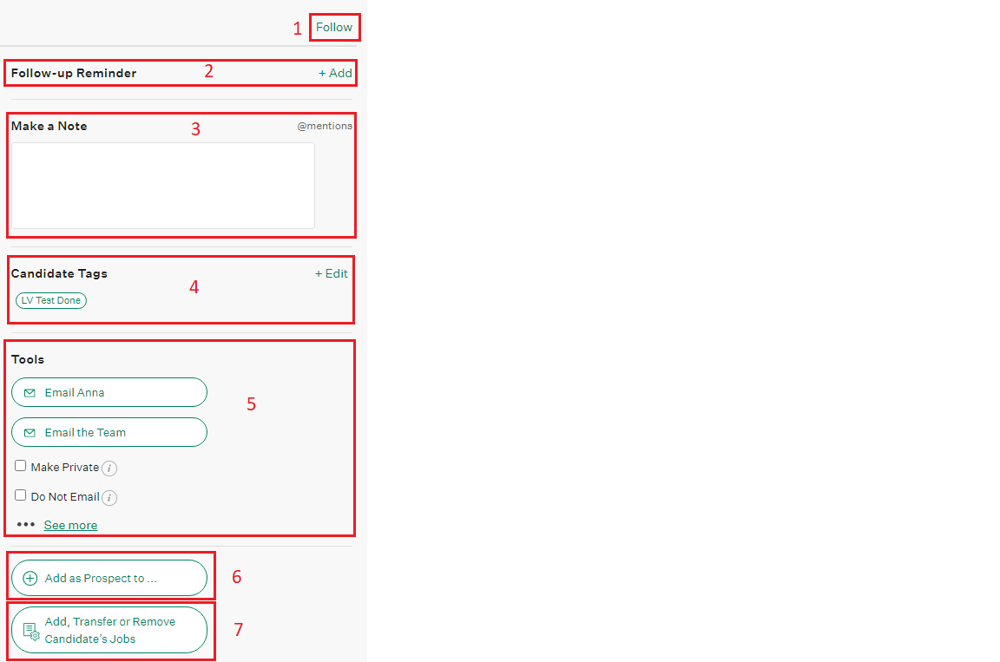 1 Follow
Follow-up Reminder 2 + Add
Make a Note 3 @mentions
Candidate Tags + Edit
4
LV Test Done
Tools
Email Anna
5
Email the Team
Make Private i
Do Not Email i
••• See more
Add as Prospect to ... 6
Add, Transfer or Remove
Candidate's Jobs
7